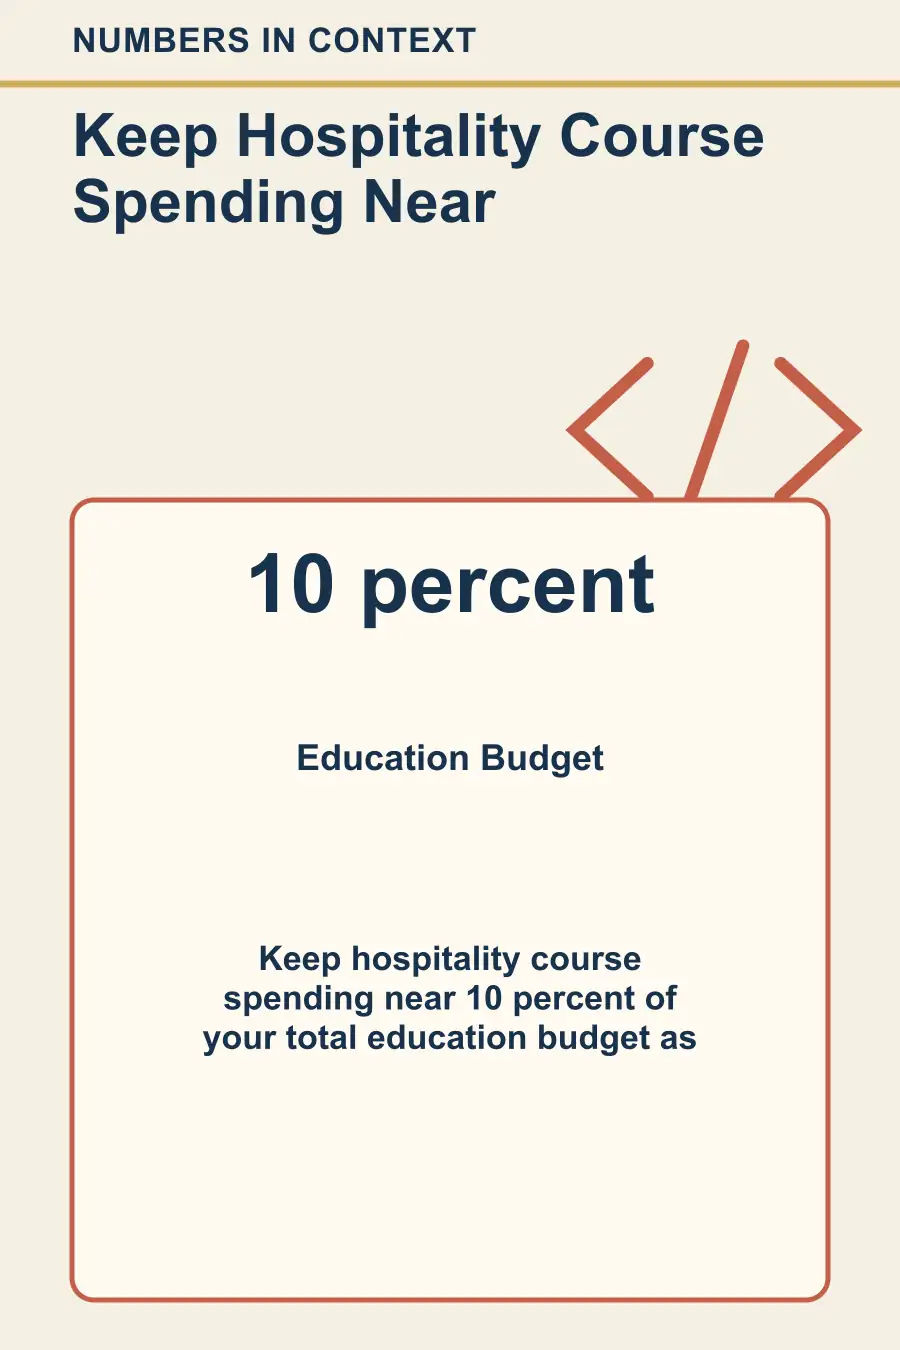 NUMBERS IN CONTEXT
Keep Hospitality Course
Spending Near
10 percent
Education Budget
Keep hospitality course
spending near 10 percent of
your total education budget as